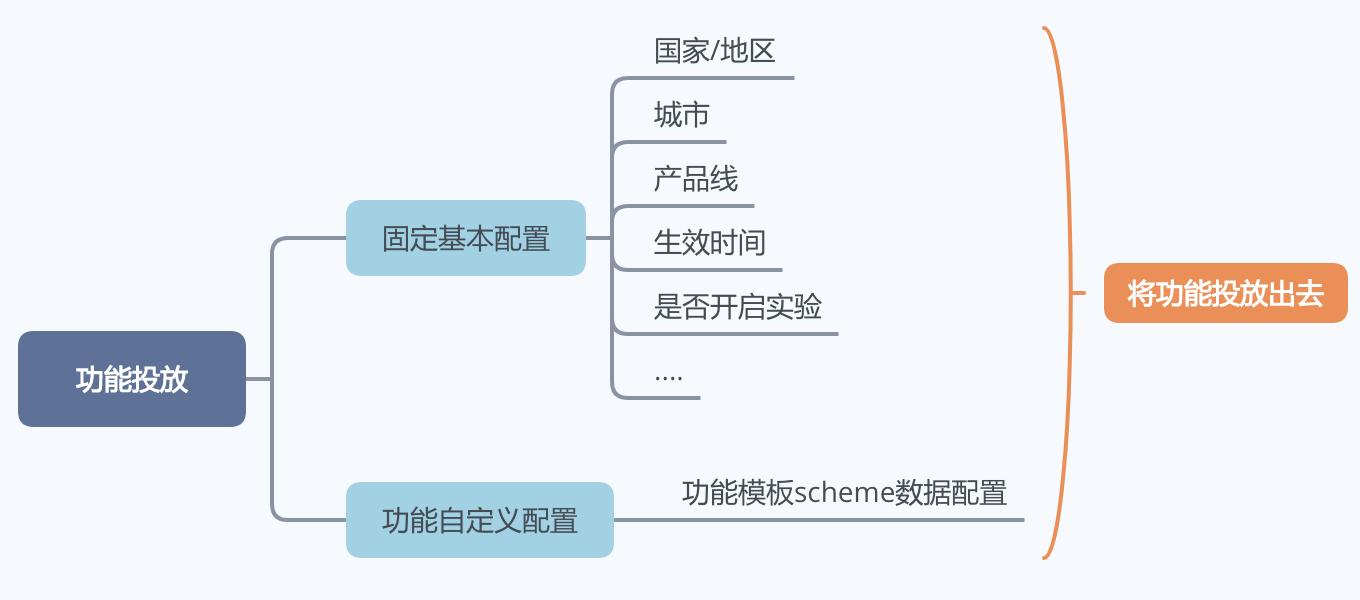 功能投放
固定基本配置
国家/地区
城市
产品线
生效时间
是否开启实验
....
功能自定义配置
功能模板scheme数据配置
将功能投放出去